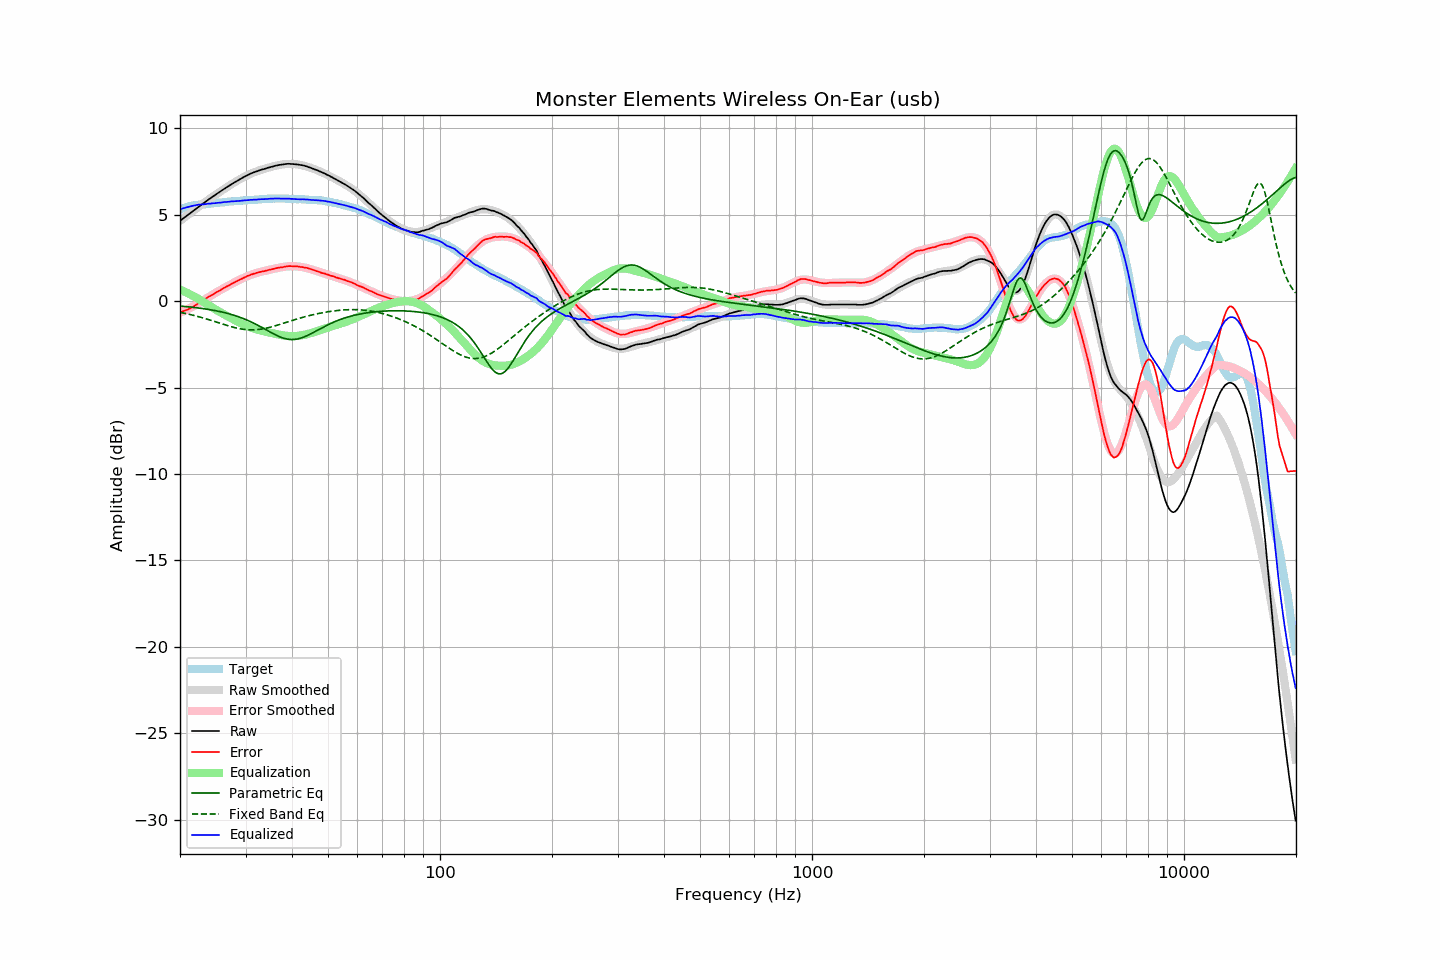 Monster Elements Wireless On-Ear (usb)
10
5
0
−5
−10
−15
−20
−25
−30
Amplitude (dBr)
Target
Raw Smoothed
Error Smoothed
Raw
Error
Equalization
Parametric Eq
Fixed Band Eq
Equalized
100
1000
10000
Frequency (Hz)